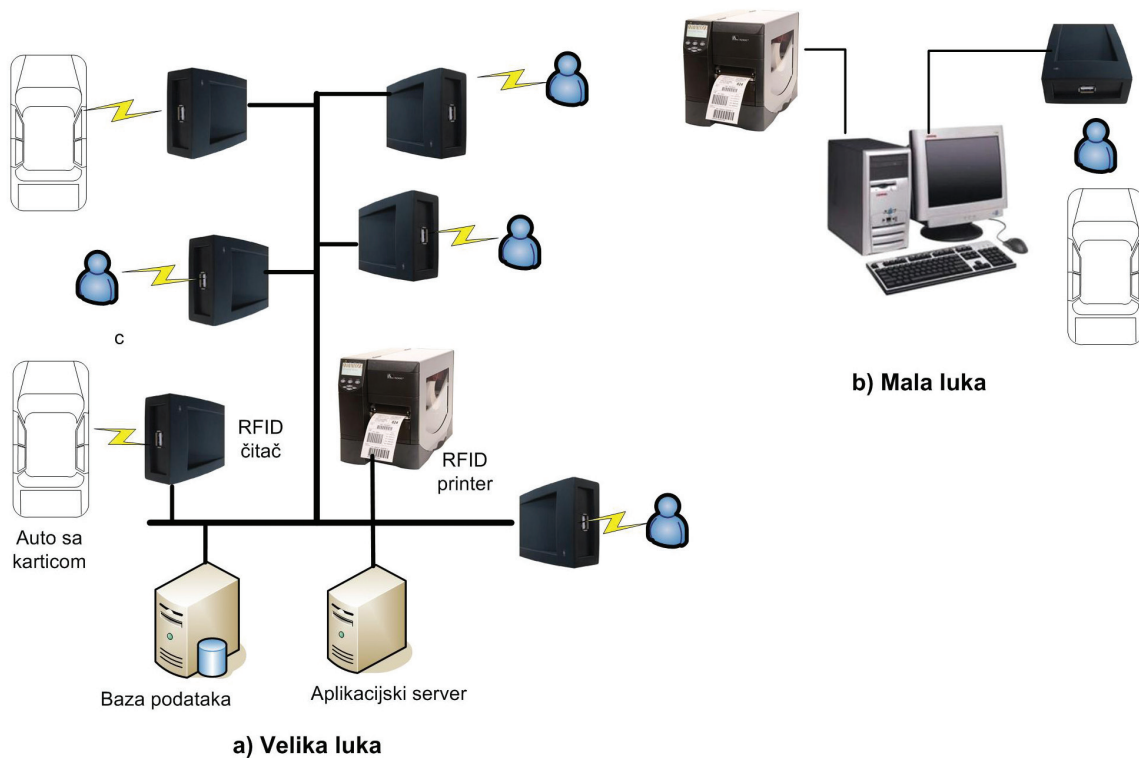 c
RFID
čitač
RFID
printer
Auto sa
karticom
Baza podataka
Aplikacijski server
a) Velika luka
b) Mala luka